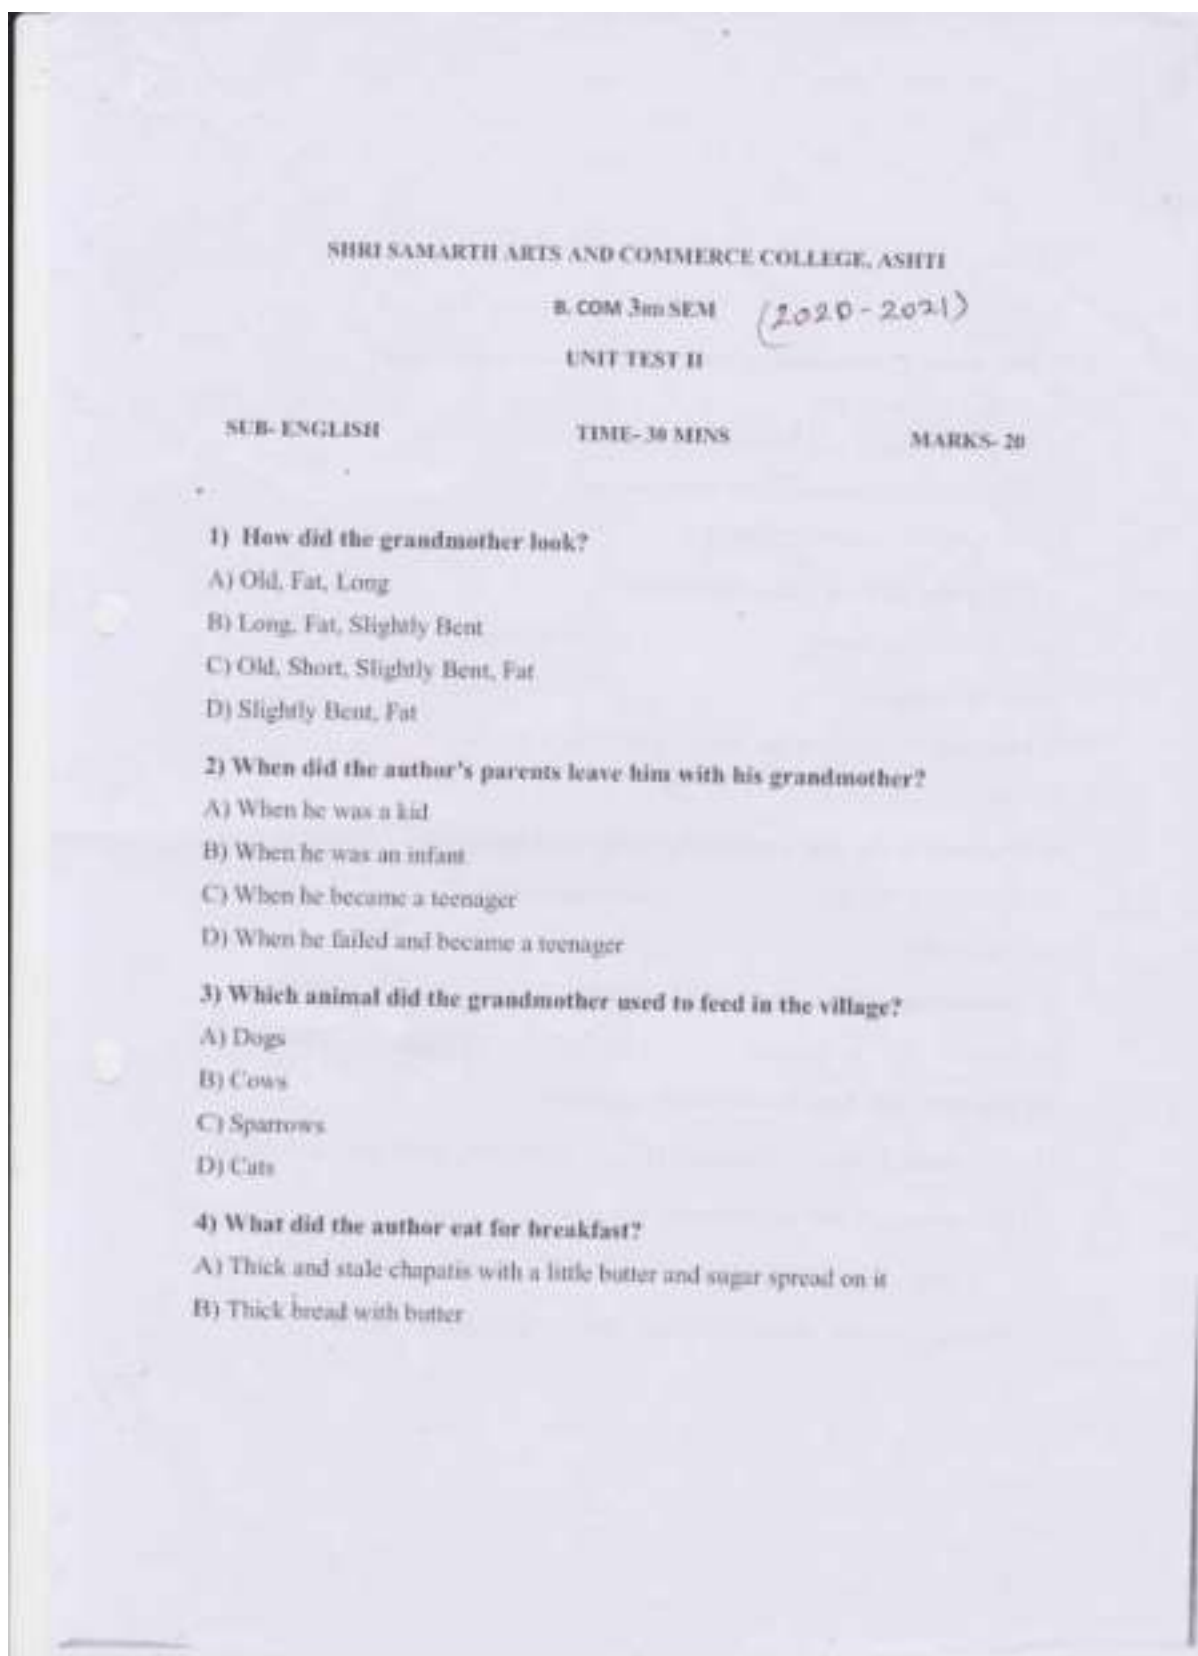 SHRI SAMARTH ARTS AND COMMERCE COLLEGE, ASHTI
B. COM 3 SEM (2020-2021)
UNIT TEST II
SUB- ENGLISH TIME- 30 MINS MARKS- 20
1) How did the grandmother look?
A) Old, Fat, Long
B) Long, Fat, Slightly Bent
C) Old, Short, Slightly Bent, Fat
D) Slightly Bent, Fat
2) When did the author's parents leave him with his grandmother?
A) When he was a kid
B) When he was an infant
C) When he became a teenager
D) When he failed and became a teenager
3) Which animal did the grandmother used to feed in the village?
A) Dogs
B) Cows
C) Sparrows
D) Cats
4) What did the author eat for breakfast?
A) Thick and stale chapatis with a little butter and sugar spread on it
B) Thick bread with butter